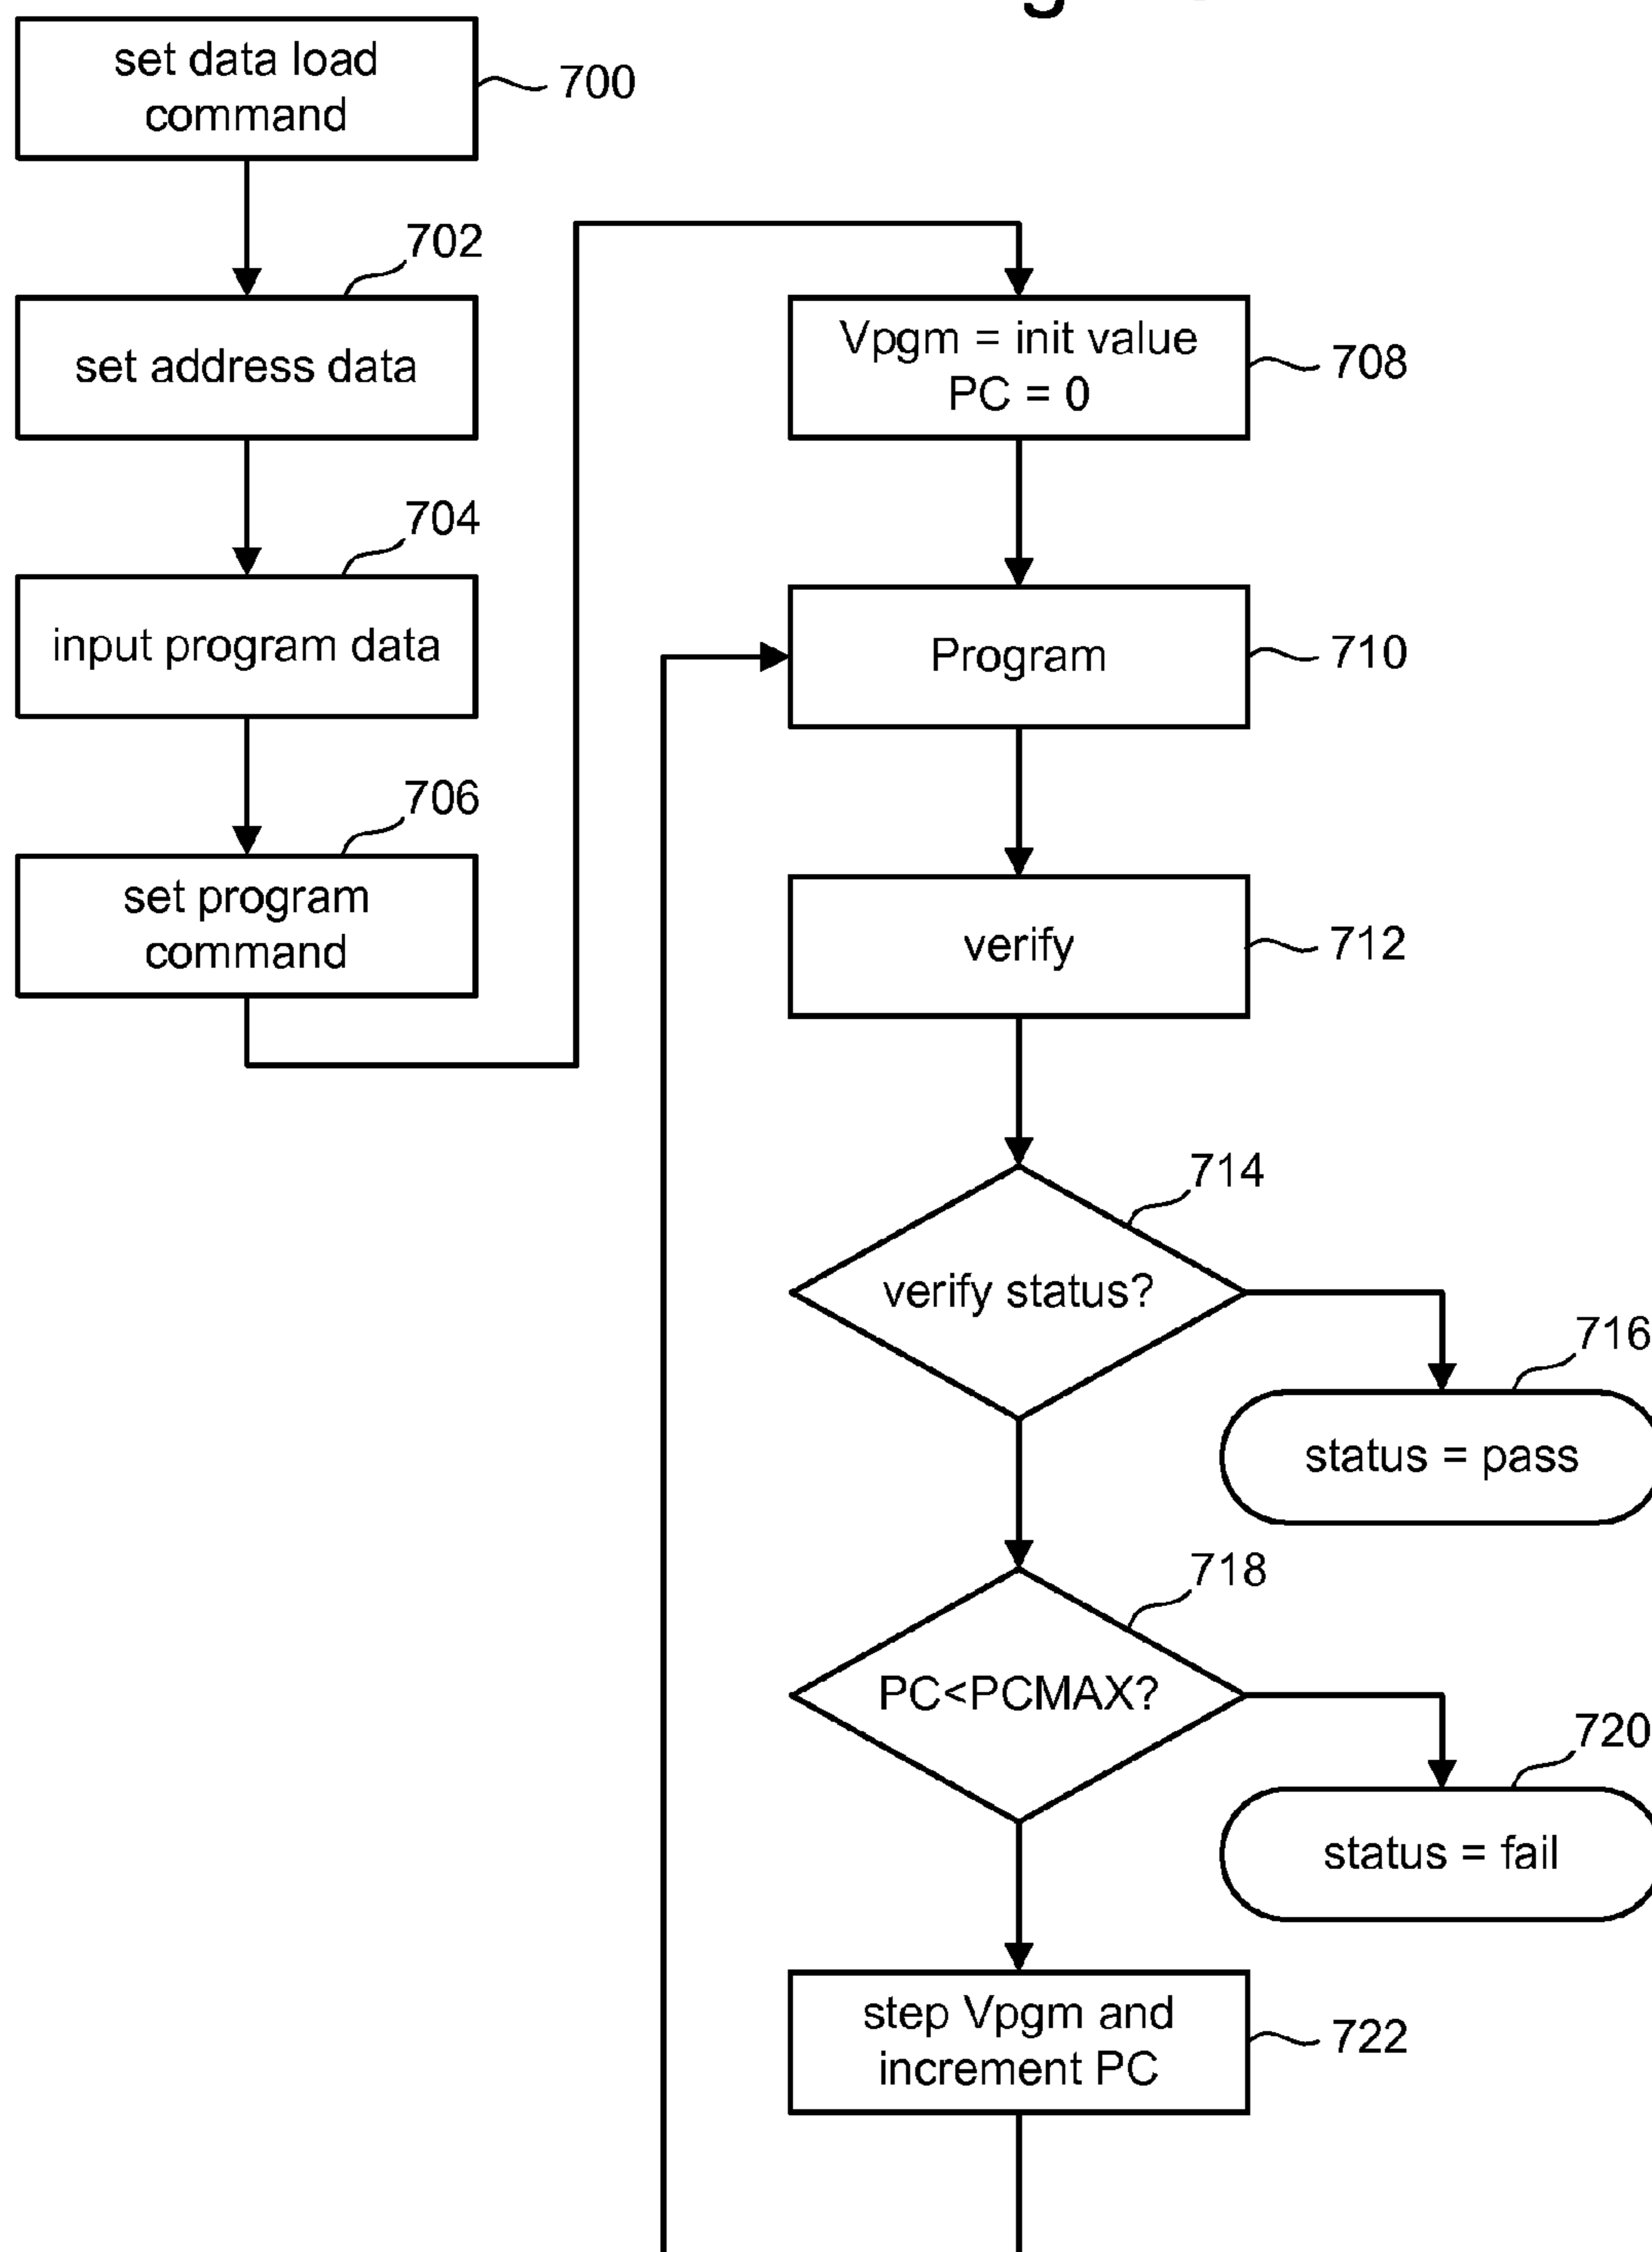 set data load
command
700
702
set address data
704
input program data
706
set program
command
Vpgm = init value
PC = 0
708
Program
710
verify
712
714
verify status?
716
status = pass
718
PC<PCMAX?
720
status = fail
step Vpgm and
increment PC
722